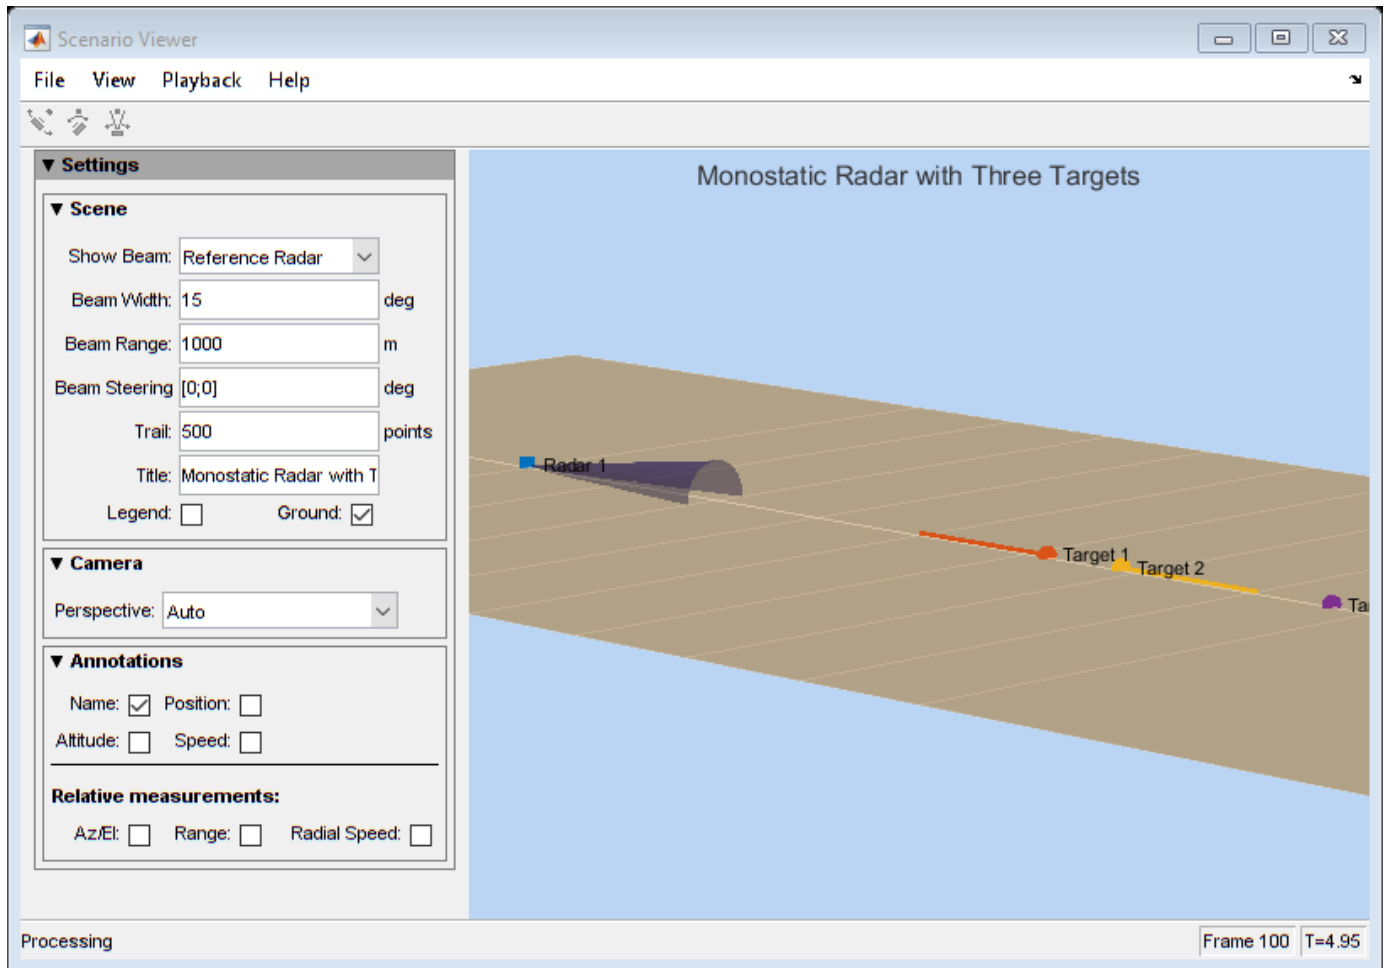 Scenario Viewer
File View Playback Help
Settings
Monostatic Radar with Three Targets
Scene
Show Beam: Reference Radar
Beam Width: 15 deg
Beam Range: 1000 m
Beam Steering [0;0] deg
Trail: 500 points
Title: Monostatic Radar with T
Legend: Ground:
Radar 1
Target 1
Target 2
Ta
Camera
Perspective: Auto
Annotations
Name: Position:
Altitude: Speed:
Relative measurements:
Az/El: Range: Radial Speed:
Processing Frame 100 T=4.95